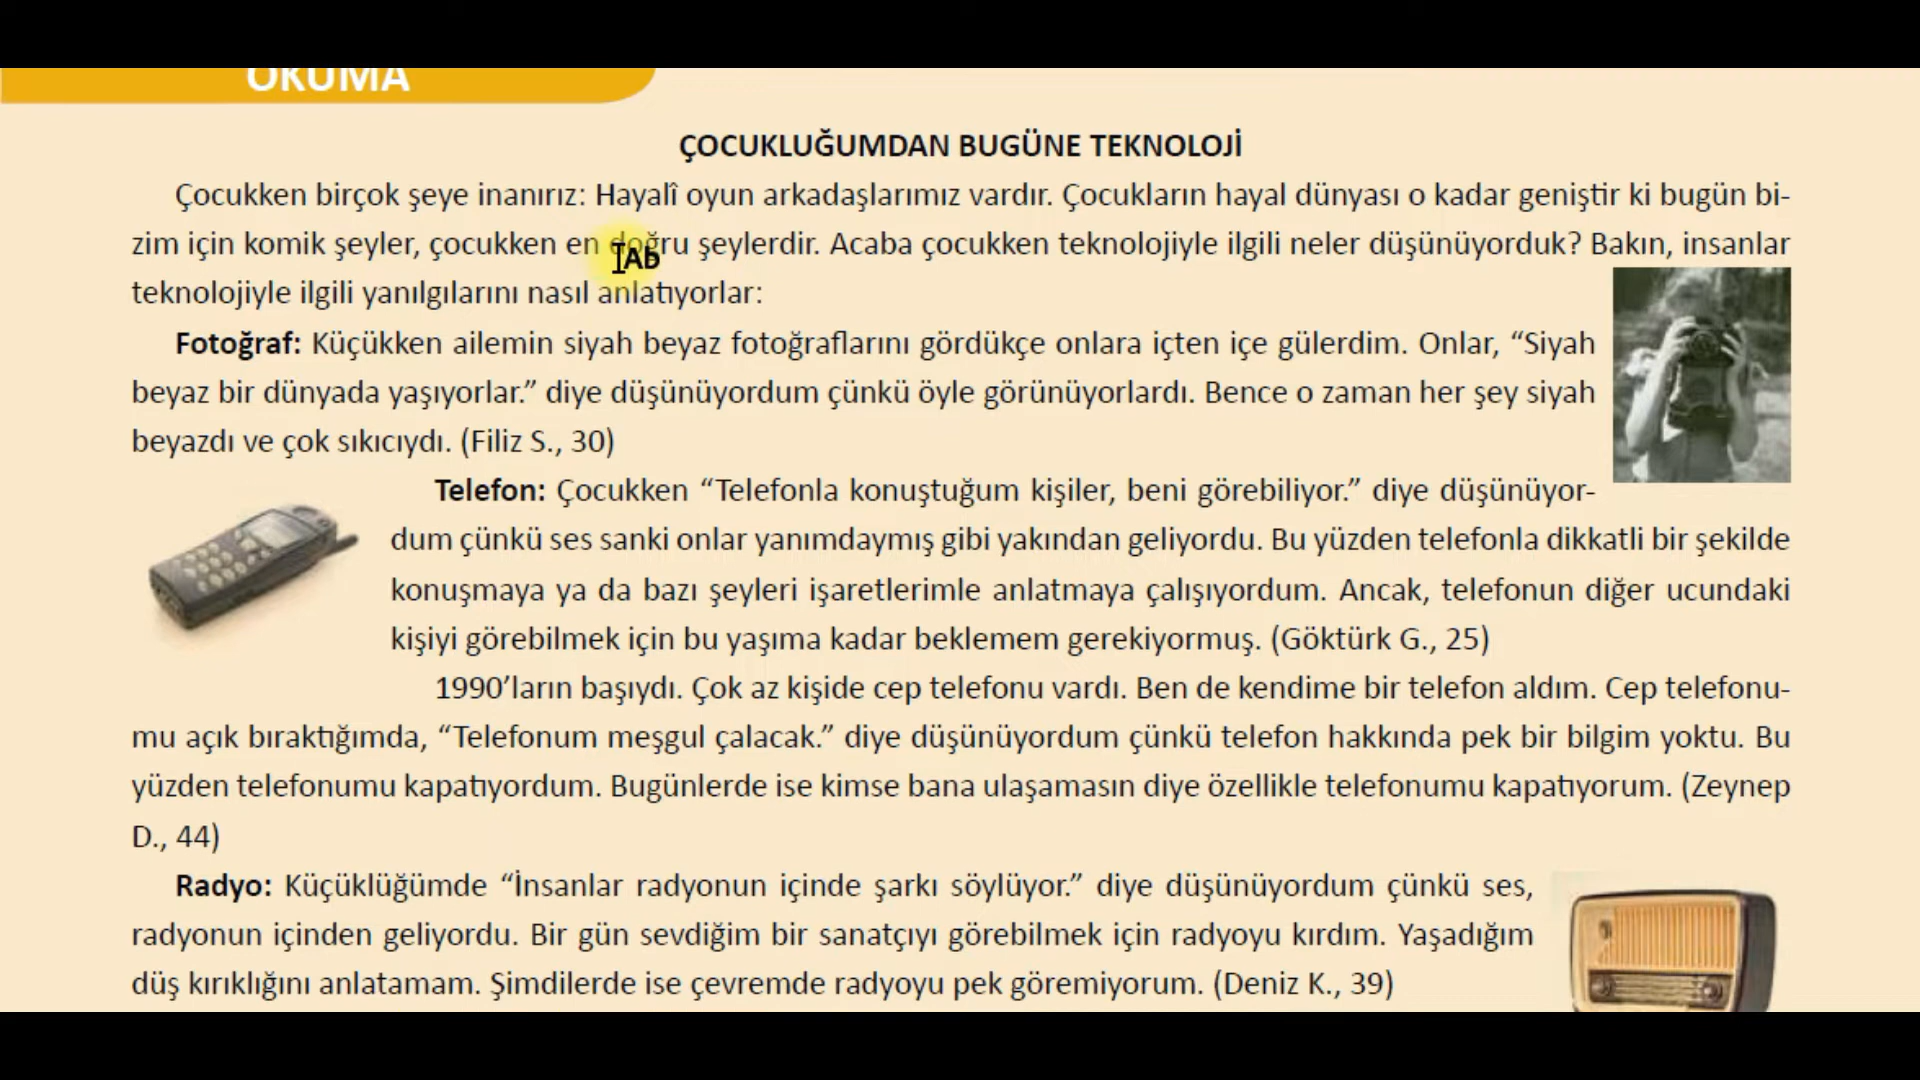 OKUMA
ÇOCUKLUĞUMDAN BUGÜNE TEKNOLOJİ
Çocukken birçok şeye inanırız: Hayalî oyun arkadaşlarımız vardır. Çocukların hayal dünyası o kadar geniştir ki bugün bi-
zim için komik şeyler, çocukken en doğru şeylerdir. Acaba çocukken teknolojiyle ilgili neler düşünüyorduk? Bakın, insanlar
Ab
teknolojiyle ilgili yanılgılarını nasıl anlatıyorlar:
Fotoğraf: Küçükken ailemin siyah beyaz fotoğraflarını gördükçe onlara içten içe gülerdim. Onlar, “Siyah
beyaz bir dünyada yaşıyorlar.” diye düşünüyordum çünkü öyle görünüyorlardı. Bence o zaman her şey siyah
beyazdı ve çok sıkıcıydı. (Filiz S., 30)
Telefon: Çocukken “Telefonla konuştuğum kişiler, beni görebiliyor.” diye düşünüyor-
dum çünkü ses sanki onlar yanımdaymış gibi yakından geliyordu. Bu yüzden telefonla dikkatli bir şekilde
konuşmaya ya da bazı şeyleri işaretlerimle anlatmaya çalışıyordum. Ancak, telefonun diğer ucundaki
kişiyi görebilmek için bu yaşıma kadar beklemem gerekiyormuş. (Göktürk G., 25)
1990’ların başıydı. Çok az kişide cep telefonu vardı. Ben de kendime bir telefon aldım. Cep telefonu-
mu açık bıraktığımda, “Telefonum meşgul çalacak.” diye düşünüyordum çünkü telefon hakkında pek bir bilgim yoktu. Bu
yüzden telefonumu kapatıyordum. Bugünlerde ise kimse bana ulaşamasın diye özellikle telefonumu kapatıyorum. (Zeynep
D., 44)
Radyo: Küçüklüğümde “İnsanlar radyonun içinde şarkı söylüyor.” diye düşünüyordum çünkü ses,
radyonun içinden geliyordu. Bir gün sevdiğim bir sanatçıyı görebilmek için radyoyu kırdım. Yaşadığım
düş kırıklığını anlatamam. Şimdilerde ise çevremde radyoyu pek göremiyorum. (Deniz K., 39)